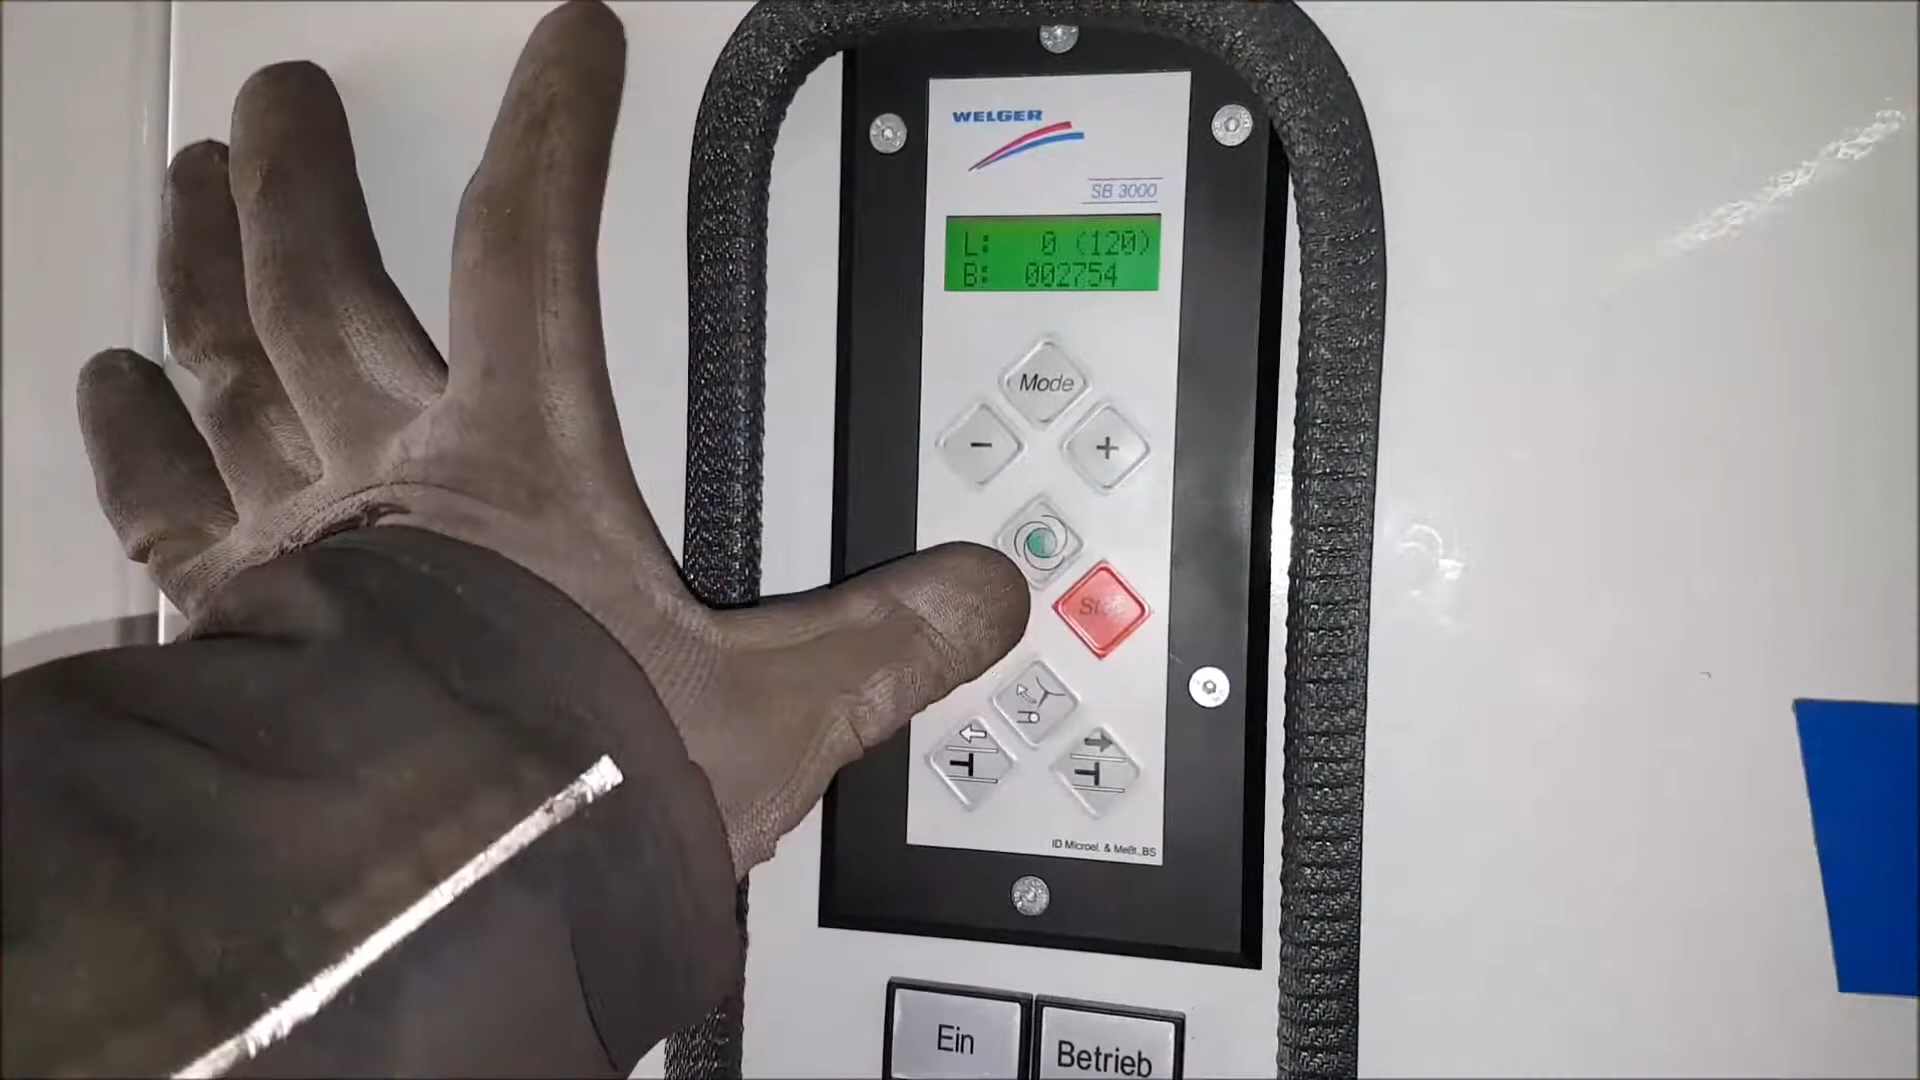 WELGER
SB 3000
L: 0 (120)
B: 002754
Mode
- +
Stop
ID Microel. & Meßt.,BS
Ein
Betrieb